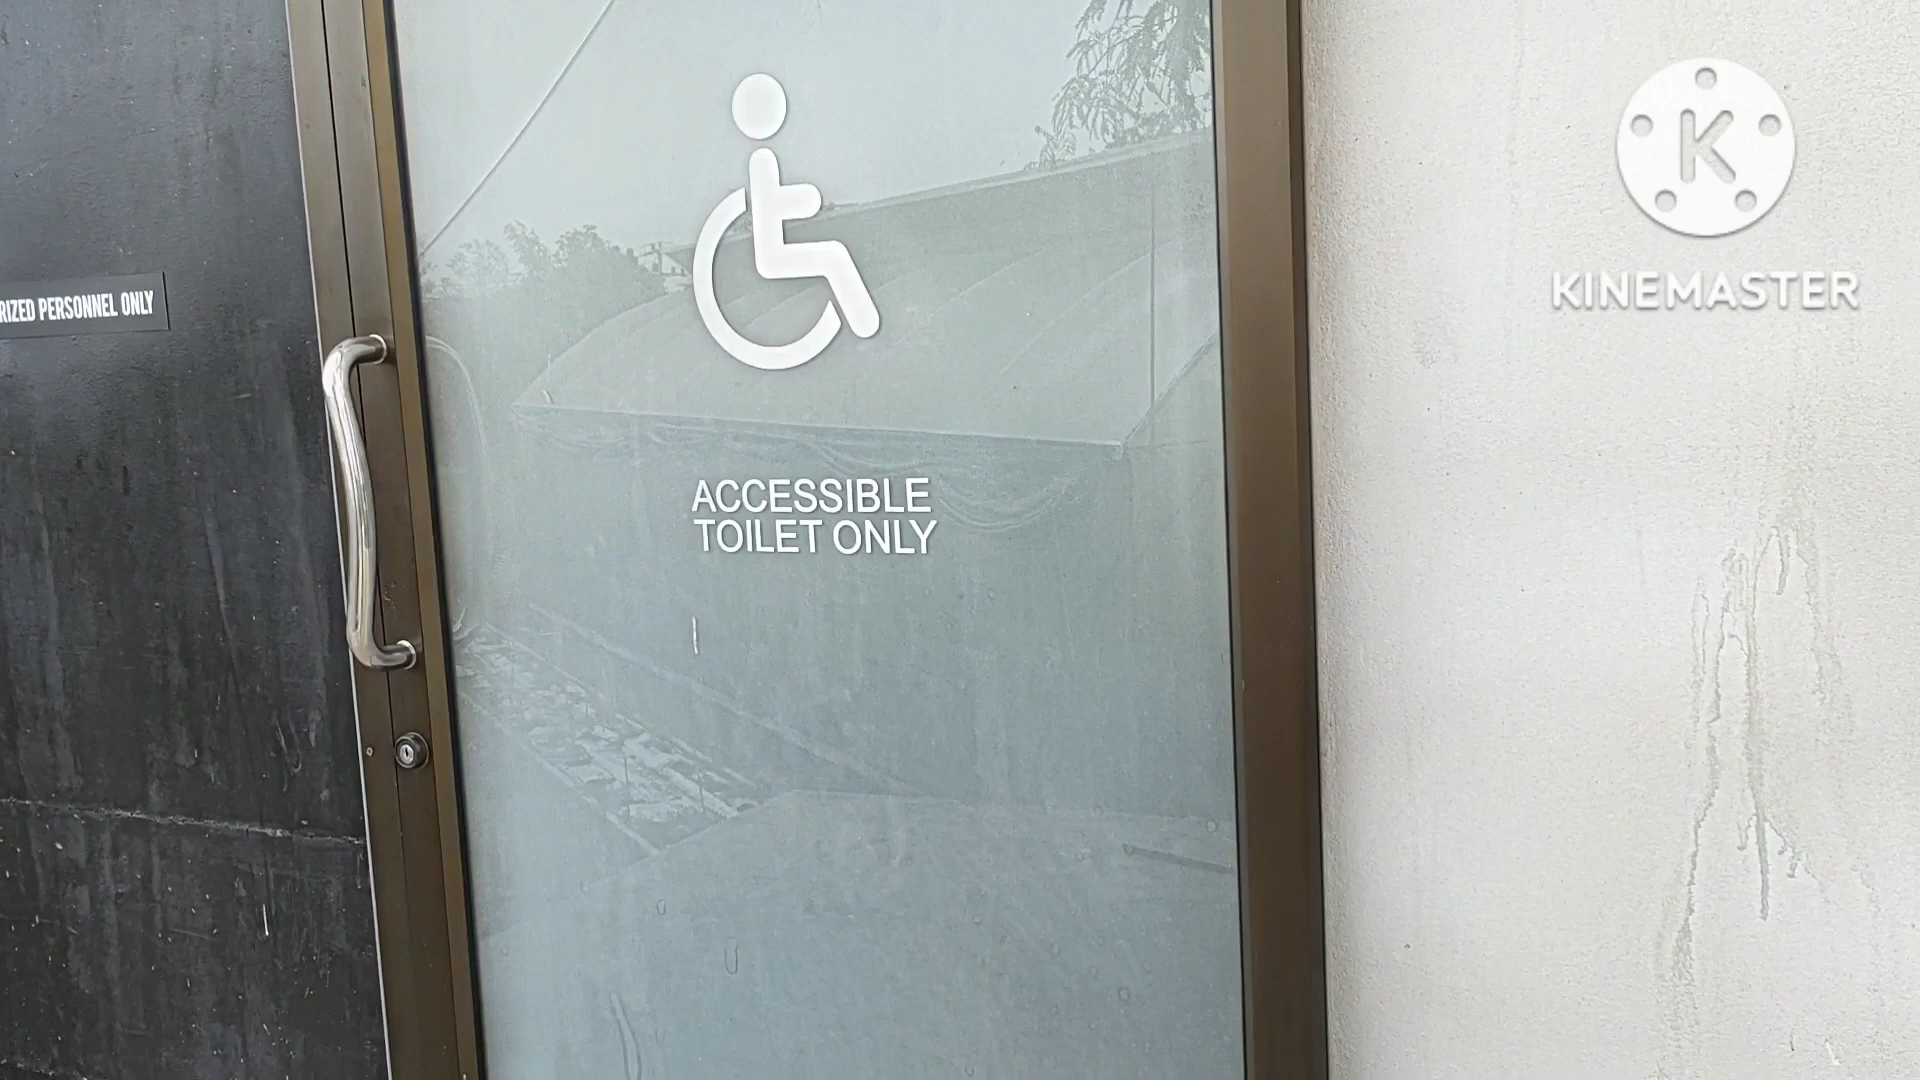 RIZED PERSONNEL ONLY
ACCESSIBLE
TOILET ONLY
K
KINEMASTER